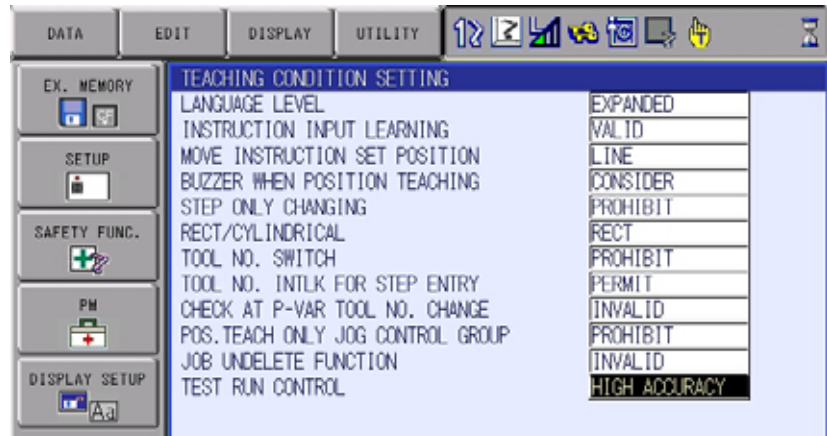 DATA EDIT DISPLAY UTILITY
EX. MEMORY
SETUP
SAFETY FUNC.
PM
DISPLAY SETUP
TEACHING CONDITION SETTING
LANGUAGE LEVEL EXPANDED
INSTRUCTION INPUT LEARNING VALID
MOVE INSTRUCTION SET POSITION LINE
BUZZER WHEN POSITION TEACHING CONSIDER
STEP ONLY CHANGING PROHIBIT
RECT/CYLINDRICAL RECT
TOOL NO. SWITCH PROHIBIT
TOOL NO. INTLK FOR STEP ENTRY PERMIT
CHECK AT P-VAR TOOL NO. CHANGE INVALID
POS.TEACH ONLY JOG CONTROL GROUP PROHIBIT
JOB UNDELETE FUNCTION INVALID
TEST RUN CONTROL HIGH ACCURACY